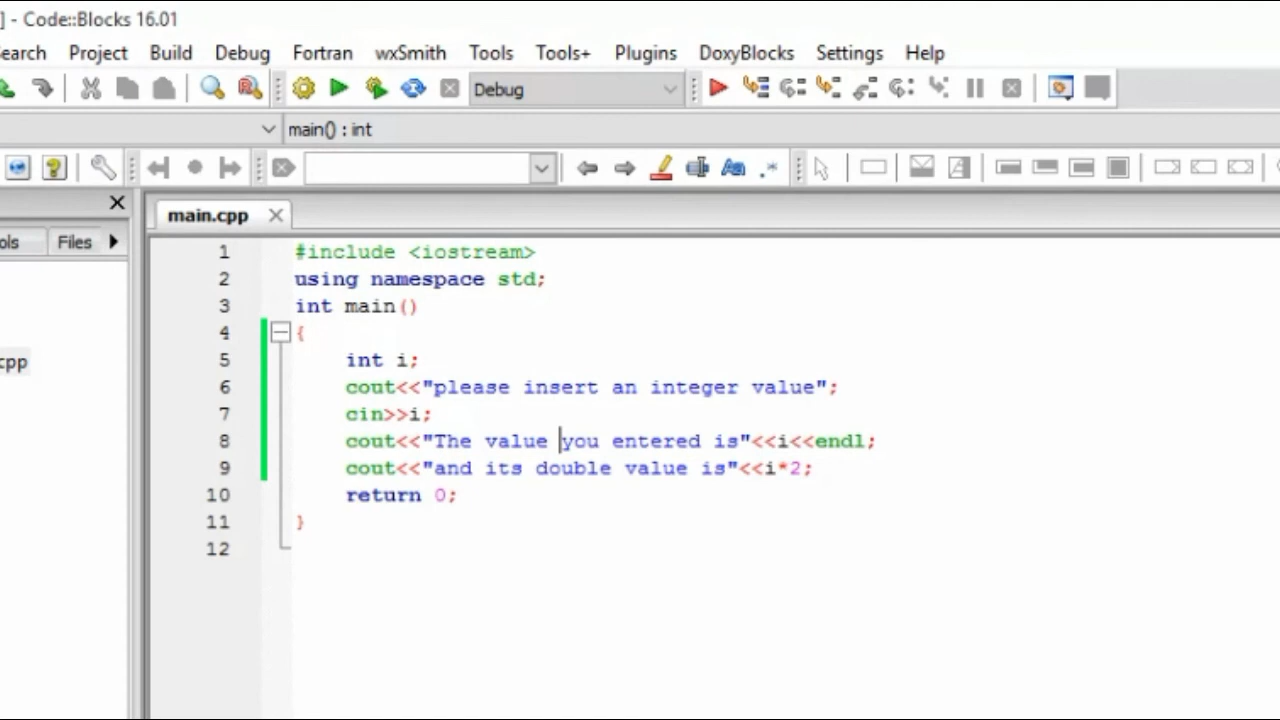 ] - Code::Blocks 16.01
Search Project Build Debug Fortran wxSmith Tools Tools+ Plugins DoxyBlocks Settings Help
Debug
main() : int
main.cpp
ols Files
cpp
1 #include <iostream>
2 using namespace std;
3 int main()
4 {
5 int i;
6 cout<<"please insert an integer value";
7 cin>>i;
8 cout<<"The value you entered is"<<i<<endl;
9 cout<<"and its double value is"<<i*2;
10 return 0;
11 }
12